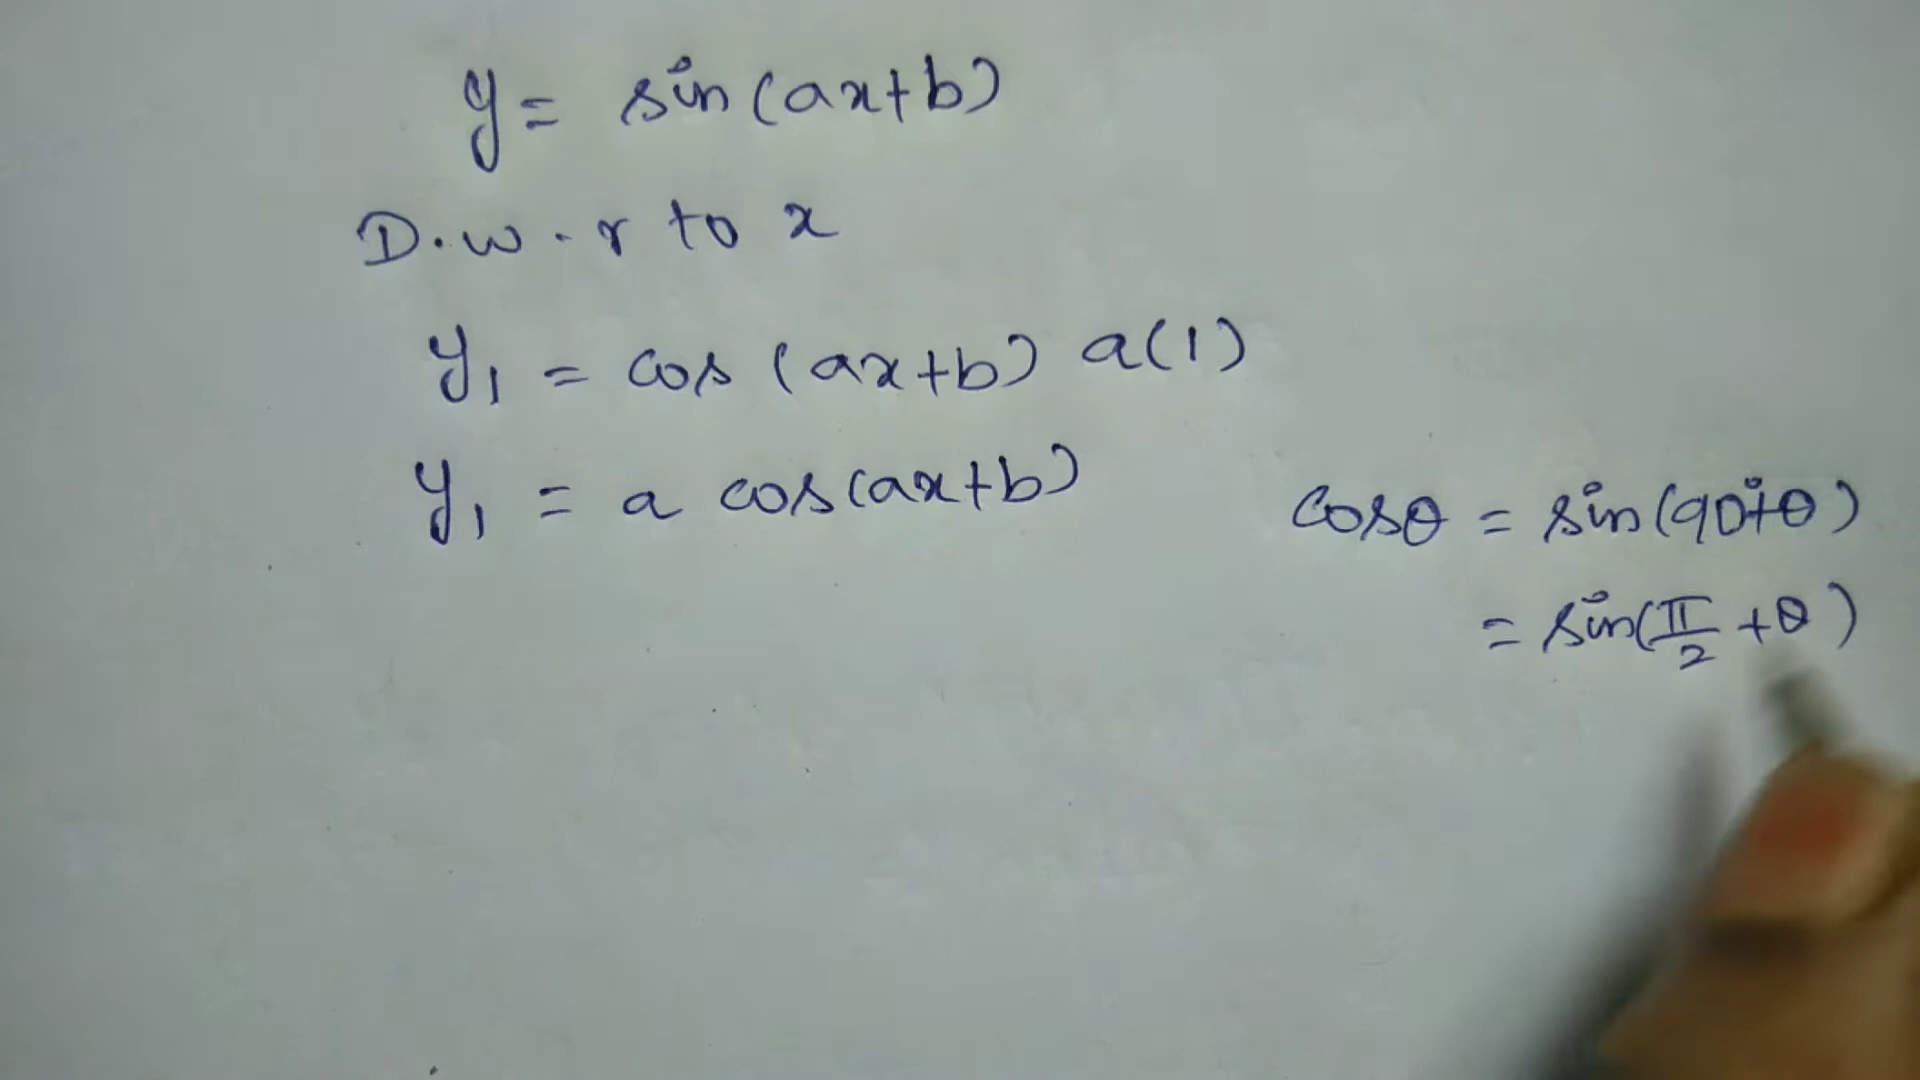 y = sin(ax+b)
D.w.r to x
y₁ = cos (ax+b) a(1)
y₁ = a cos(ax+b)
cosθ = sin(90°+θ)
= sin(π/2 + θ)